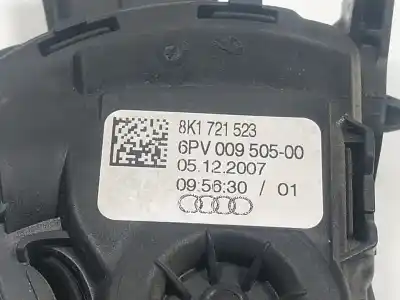 8K1 721 523
6PV 009 505-00
05.12.2007
09:56:30 / 01